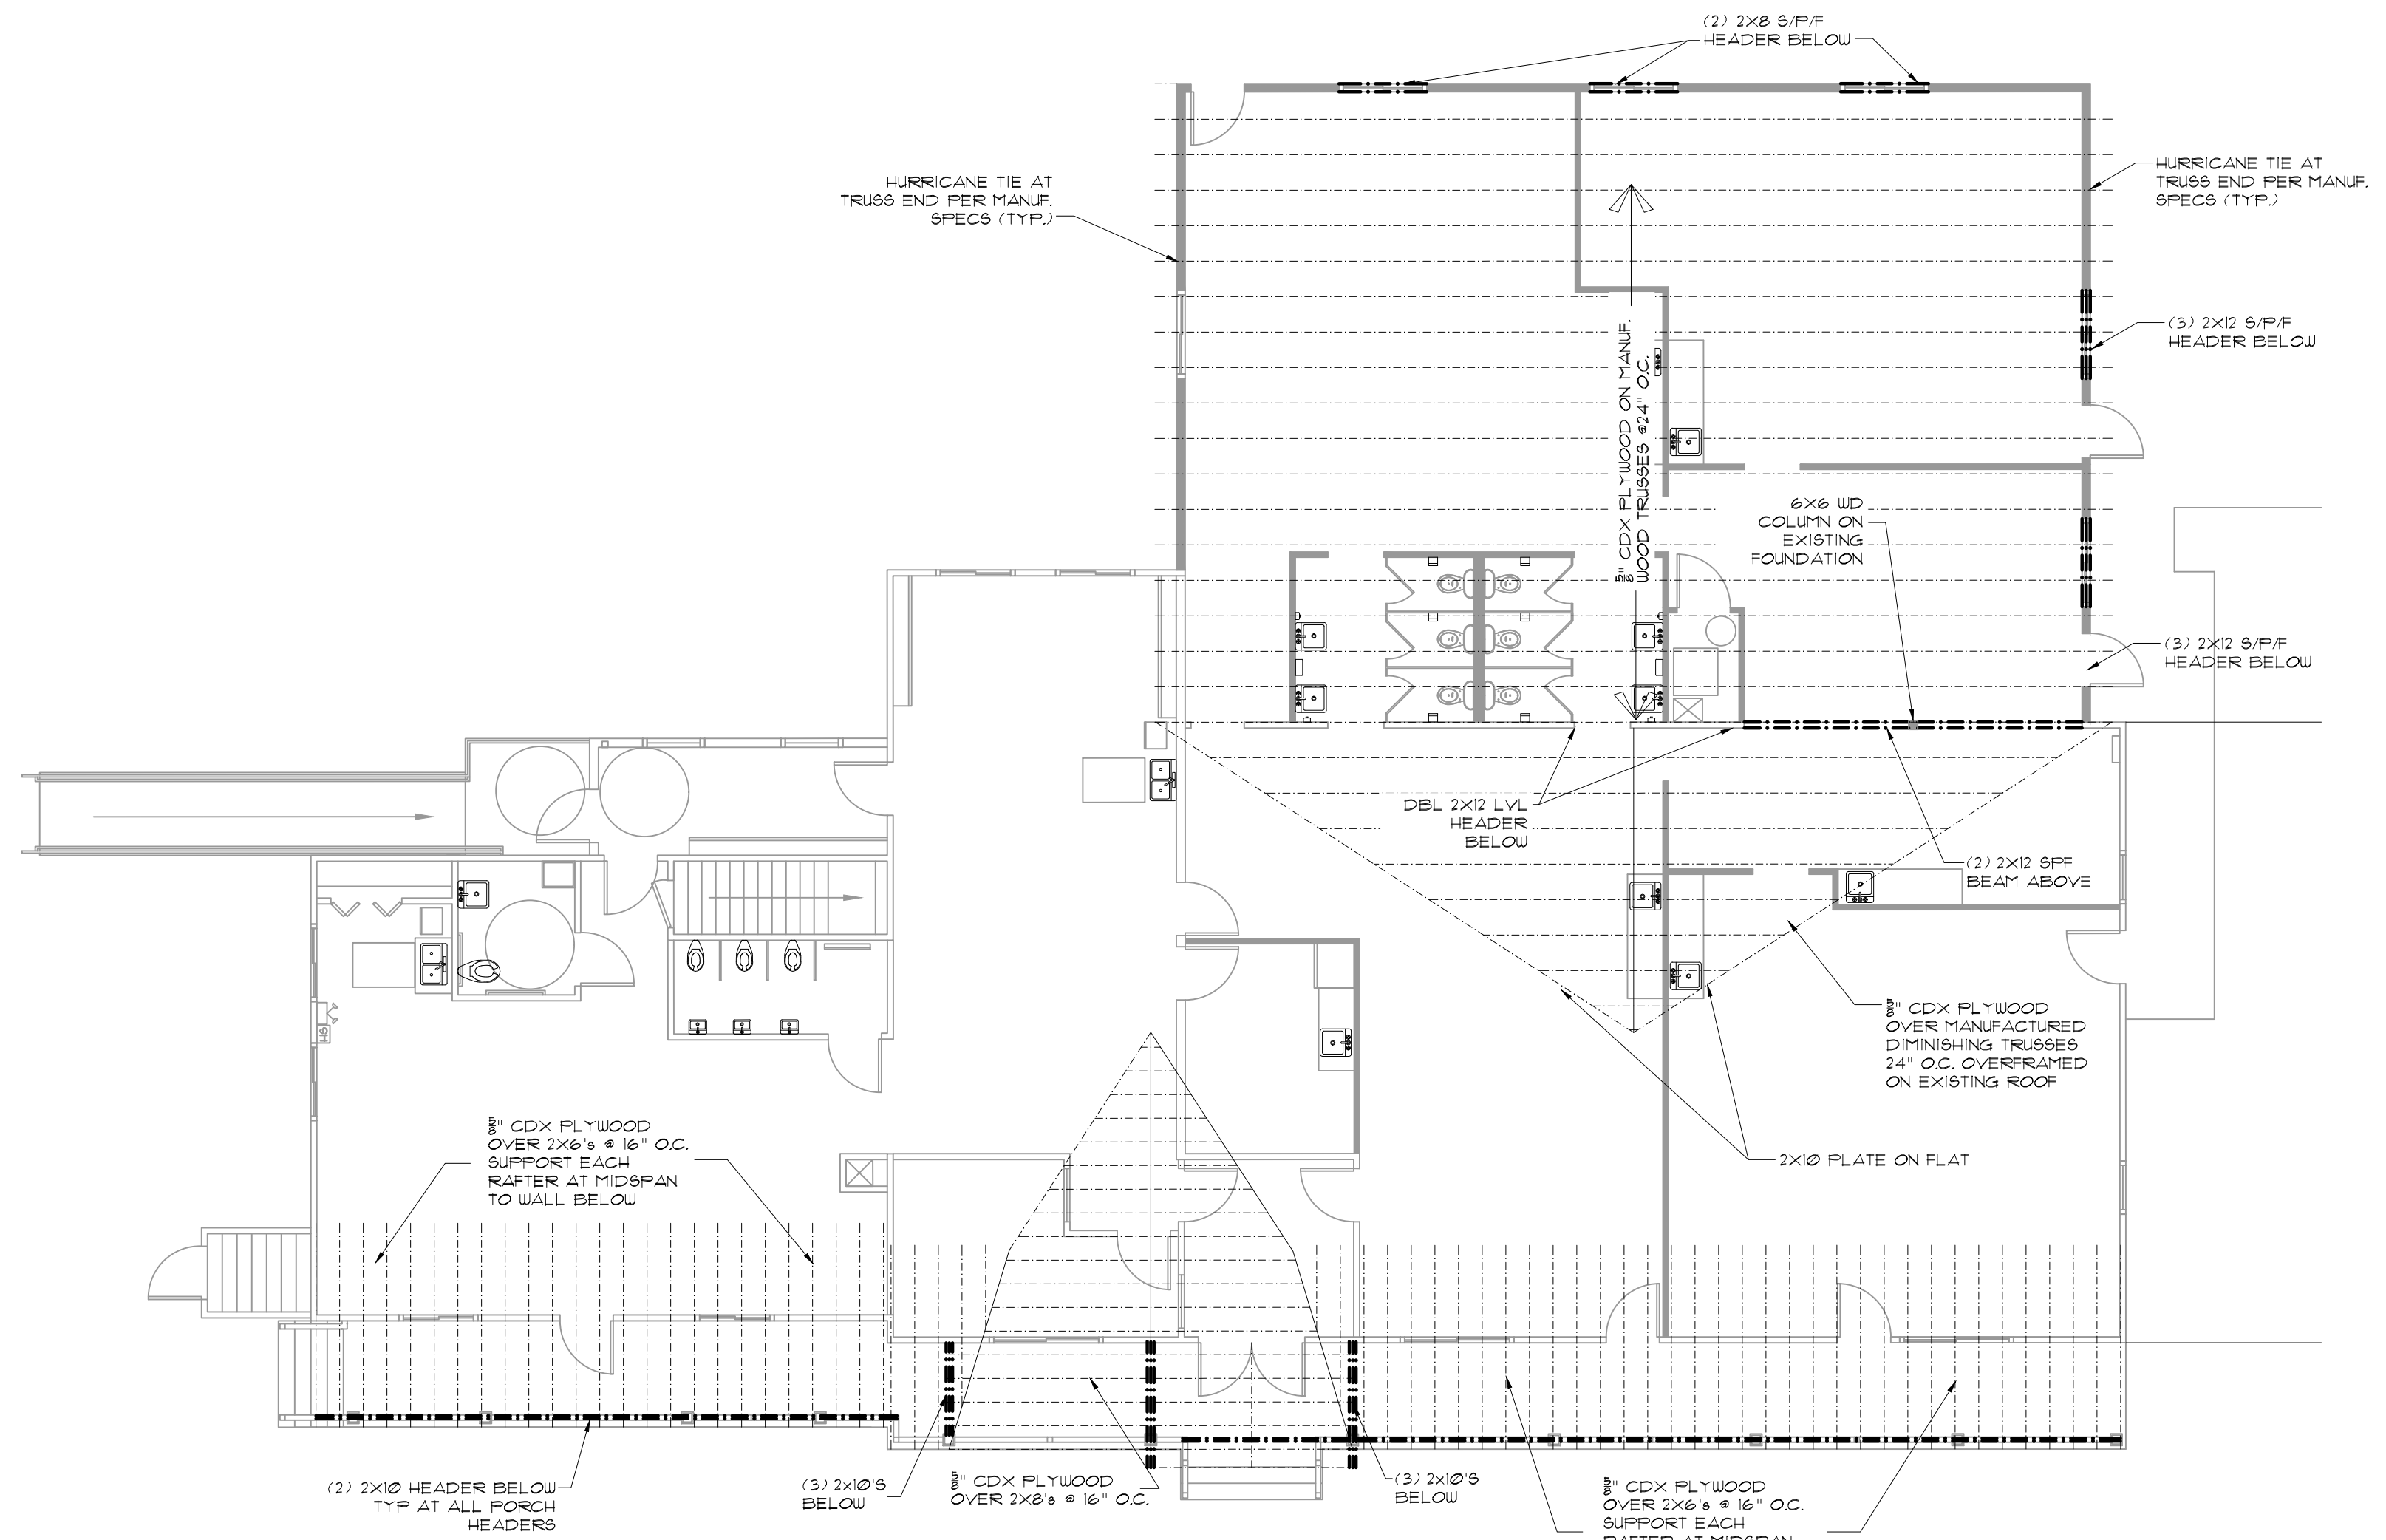 (2) 2X8 S/P/F
HEADER BELOW
HURRICANE TIE AT
TRUSS END PER MANUF.
SPECS (TYP.)
HURRICANE TIE AT
TRUSS END PER MANUF.
SPECS (TYP.)
(3) 2X12 S/P/F
HEADER BELOW
5/8" CDX PLYWOOD ON MANUF.
WOOD TRUSSES @24" O.C.
6X6 WD
COLUMN ON
EXISTING
FOUNDATION
(3) 2X12 S/P/F
HEADER BELOW
DBL 2X12 LVL
HEADER
BELOW
(2) 2X12 SPF
BEAM ABOVE
5/8" CDX PLYWOOD
OVER MANUFACTURED
DIMINISHING TRUSSES
24" O.C. OVERFRAMED
ON EXISTING ROOF
HS
5/8" CDX PLYWOOD
OVER 2X6's @ 16" O.C.
SUPPORT EACH
RAFTER AT MIDSPAN
TO WALL BELOW
2X10 PLATE ON FLAT
(2) 2X10 HEADER BELOW
TYP AT ALL PORCH
HEADERS
(3) 2x10'S
BELOW
5/8" CDX PLYWOOD
OVER 2X8's @ 16" O.C.
(3) 2x10'S
BELOW
5/8" CDX PLYWOOD
OVER 2X6's @ 16" O.C.
SUPPORT EACH
RAFTER AT MIDSPAN